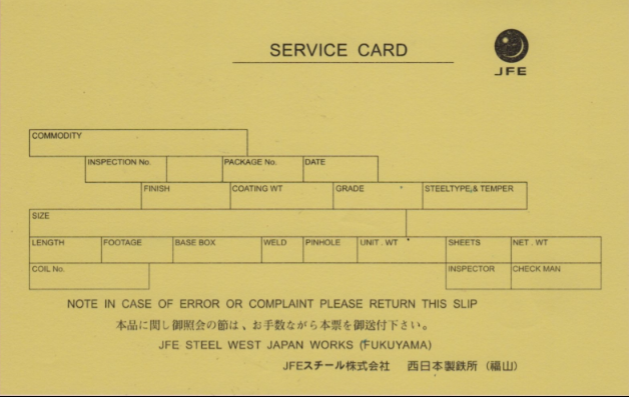 SERVICE CARD
JFE
COMMODITY
INSPECTION No. PACKAGE No. DATE
FINISH COATING WT GRADE STEELTYPE & TEMPER
SIZE
LENGTH FOOTAGE BASE BOX WELD PINHOLE UNIT . WT SHEETS NET . WT
COIL No. INSPECTOR CHECK MAN
NOTE IN CASE OF ERROR OR COMPLAINT PLEASE RETURN THIS SLIP
本品に関し御照会の節は、お手数ながら本票を御送付下さい。
JFE STEEL WEST JAPAN WORKS (FUKUYAMA)
JFEスチール株式会社 西日本製鉄所（福山）